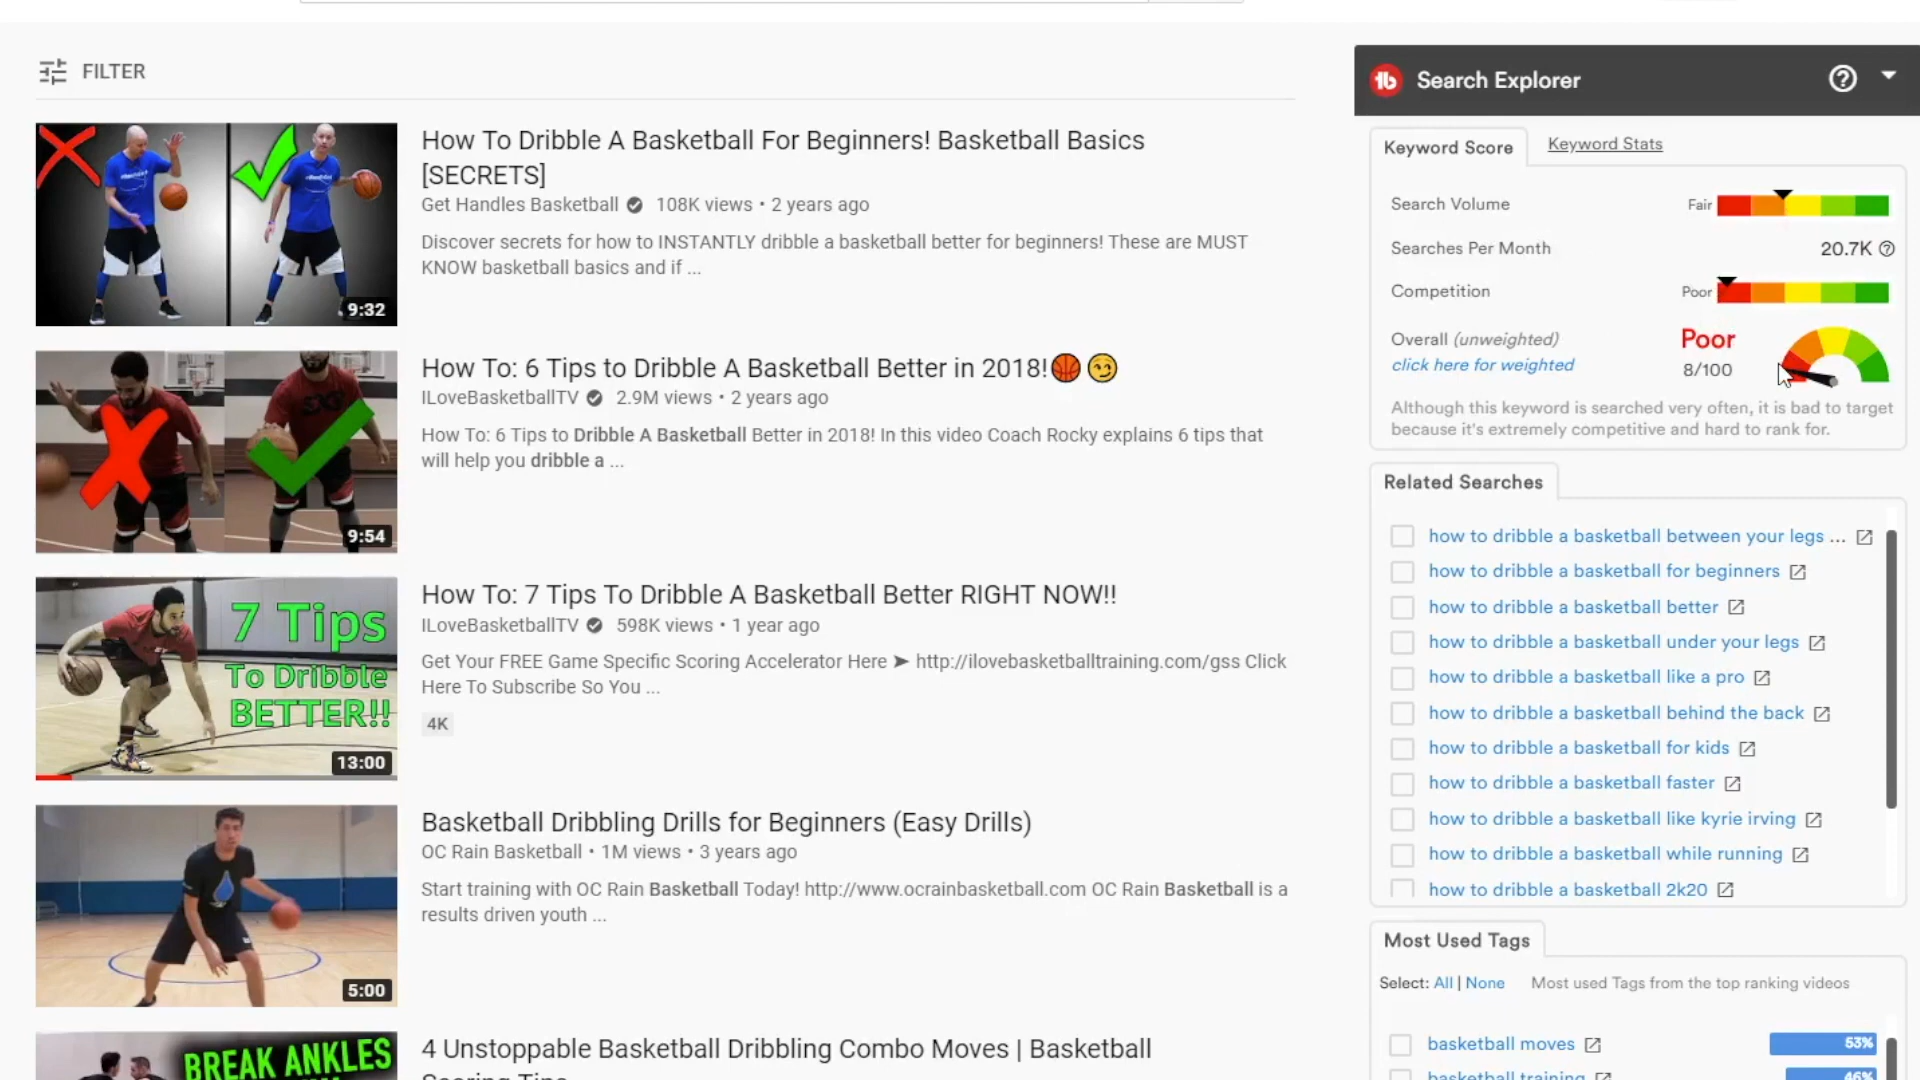 FILTER
How To Dribble A Basketball For Beginners! Basketball Basics
[SECRETS]
Get Handles Basketball 108K views • 2 years ago
Discover secrets for how to INSTANTLY dribble a basketball better for beginners! These are MUST
KNOW basketball basics and if ...
9:32
How To: 6 Tips to Dribble A Basketball Better in 2018!🏀😏
ILoveBasketballTV 2.9M views • 2 years ago
How To: 6 Tips to Dribble A Basketball Better in 2018! In this video Coach Rocky explains 6 tips that
will help you dribble a ...
9:54
7 Tips
To Dribble
BETTER!!
13:00
How To: 7 Tips To Dribble A Basketball Better RIGHT NOW!!
ILoveBasketballTV 598K views • 1 year ago
Get Your FREE Game Specific Scoring Accelerator Here ➤ http://ilovebasketballtraining.com/gss Click
Here To Subscribe So You ...
4K
Basketball Dribbling Drills for Beginners (Easy Drills)
OC Rain Basketball • 1M views • 3 years ago
Start training with OC Rain Basketball Today! http://www.ocrainbasketball.com OC Rain Basketball is a
results driven youth ...
5:00
BREAK ANKLES
4 Unstoppable Basketball Dribbling Combo Moves | Basketball
Scoring Tips
Search Explorer
Keyword Score
Keyword Stats
Search Volume Fair
Searches Per Month 20.7K
Competition Poor
Overall (unweighted) Poor
click here for weighted 8/100
Although this keyword is searched very often, it is bad to target
because it's extremely competitive and hard to rank for.
Related Searches
how to dribble a basketball between your legs ...
how to dribble a basketball for beginners
how to dribble a basketball better
how to dribble a basketball under your legs
how to dribble a basketball like a pro
how to dribble a basketball behind the back
how to dribble a basketball for kids
how to dribble a basketball faster
how to dribble a basketball like kyrie irving
how to dribble a basketball while running
how to dribble a basketball 2k20
Most Used Tags
Select: All | None Most used Tags from the top ranking videos
basketball moves 53%
basketball training 46%